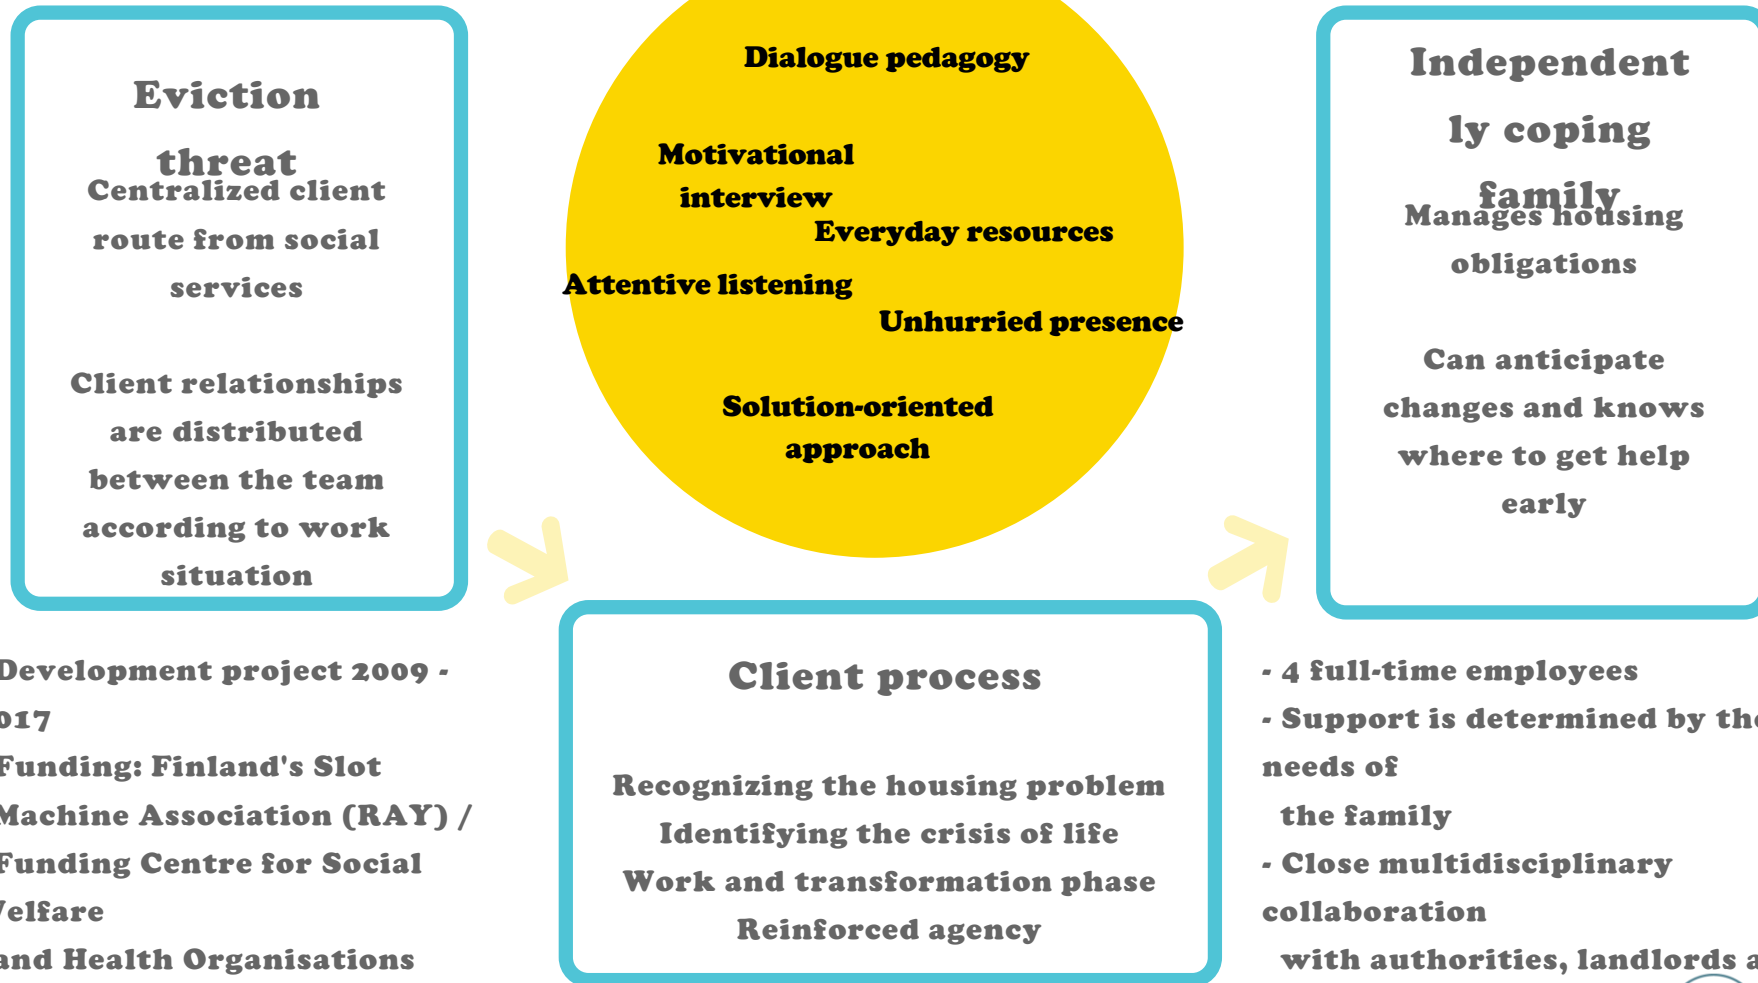 Eviction
threat
Centralized client
route from social
services
Client relationships
are distributed
between the team
according to work
situation
Dialogue pedagogy
Motivational
interview
Everyday resources
Attentive listening
Unhurried presence
Solution-oriented
approach
Independent
ly coping
family
Manages housing
obligations
Can anticipate
changes and knows
where to get help
early
Client process
Recognizing the housing problem
Identifying the crisis of life
Work and transformation phase
Reinforced agency
Development project 2009 -
017
Funding: Finland's Slot
Machine Association (RAY) /
Funding Centre for Social
elfare
and Health Organisations
- 4 full-time employees
- Support is determined by the
needs of
the family
- Close multidisciplinary
collaboration
with authorities, landlords a